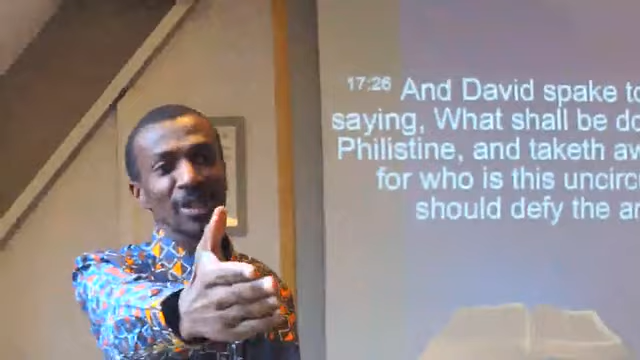 17:26 And David spake to
saying, What shall be do
Philistine, and taketh aw
for who is this uncircu
should defy the ar